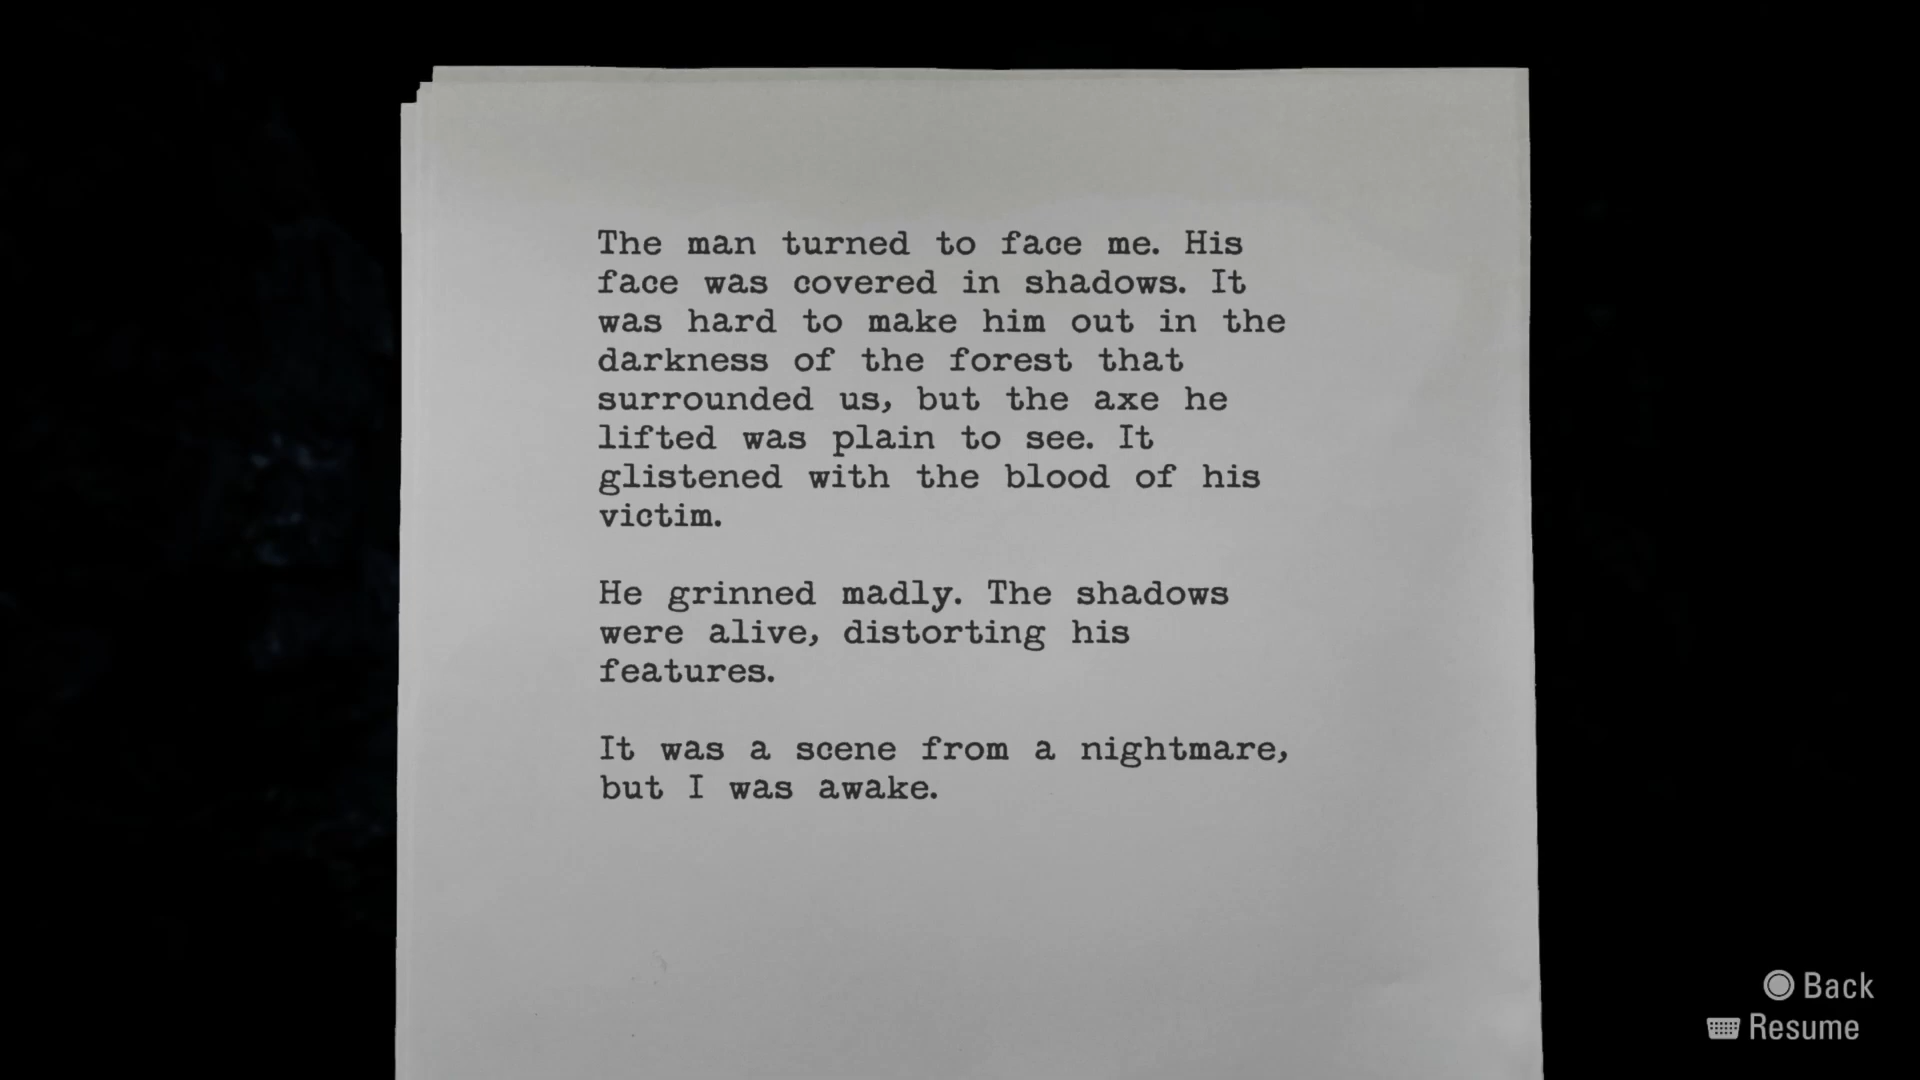 The man turned to face me. His
face was covered in shadows. It
was hard to make him out in the
darkness of the forest that
surrounded us, but the axe he
lifted was plain to see. It
glistened with the blood of his
victim.
He grinned madly. The shadows
were alive, distorting his
features.
It was a scene from a nightmare,
but I was awake.
Back
Resume